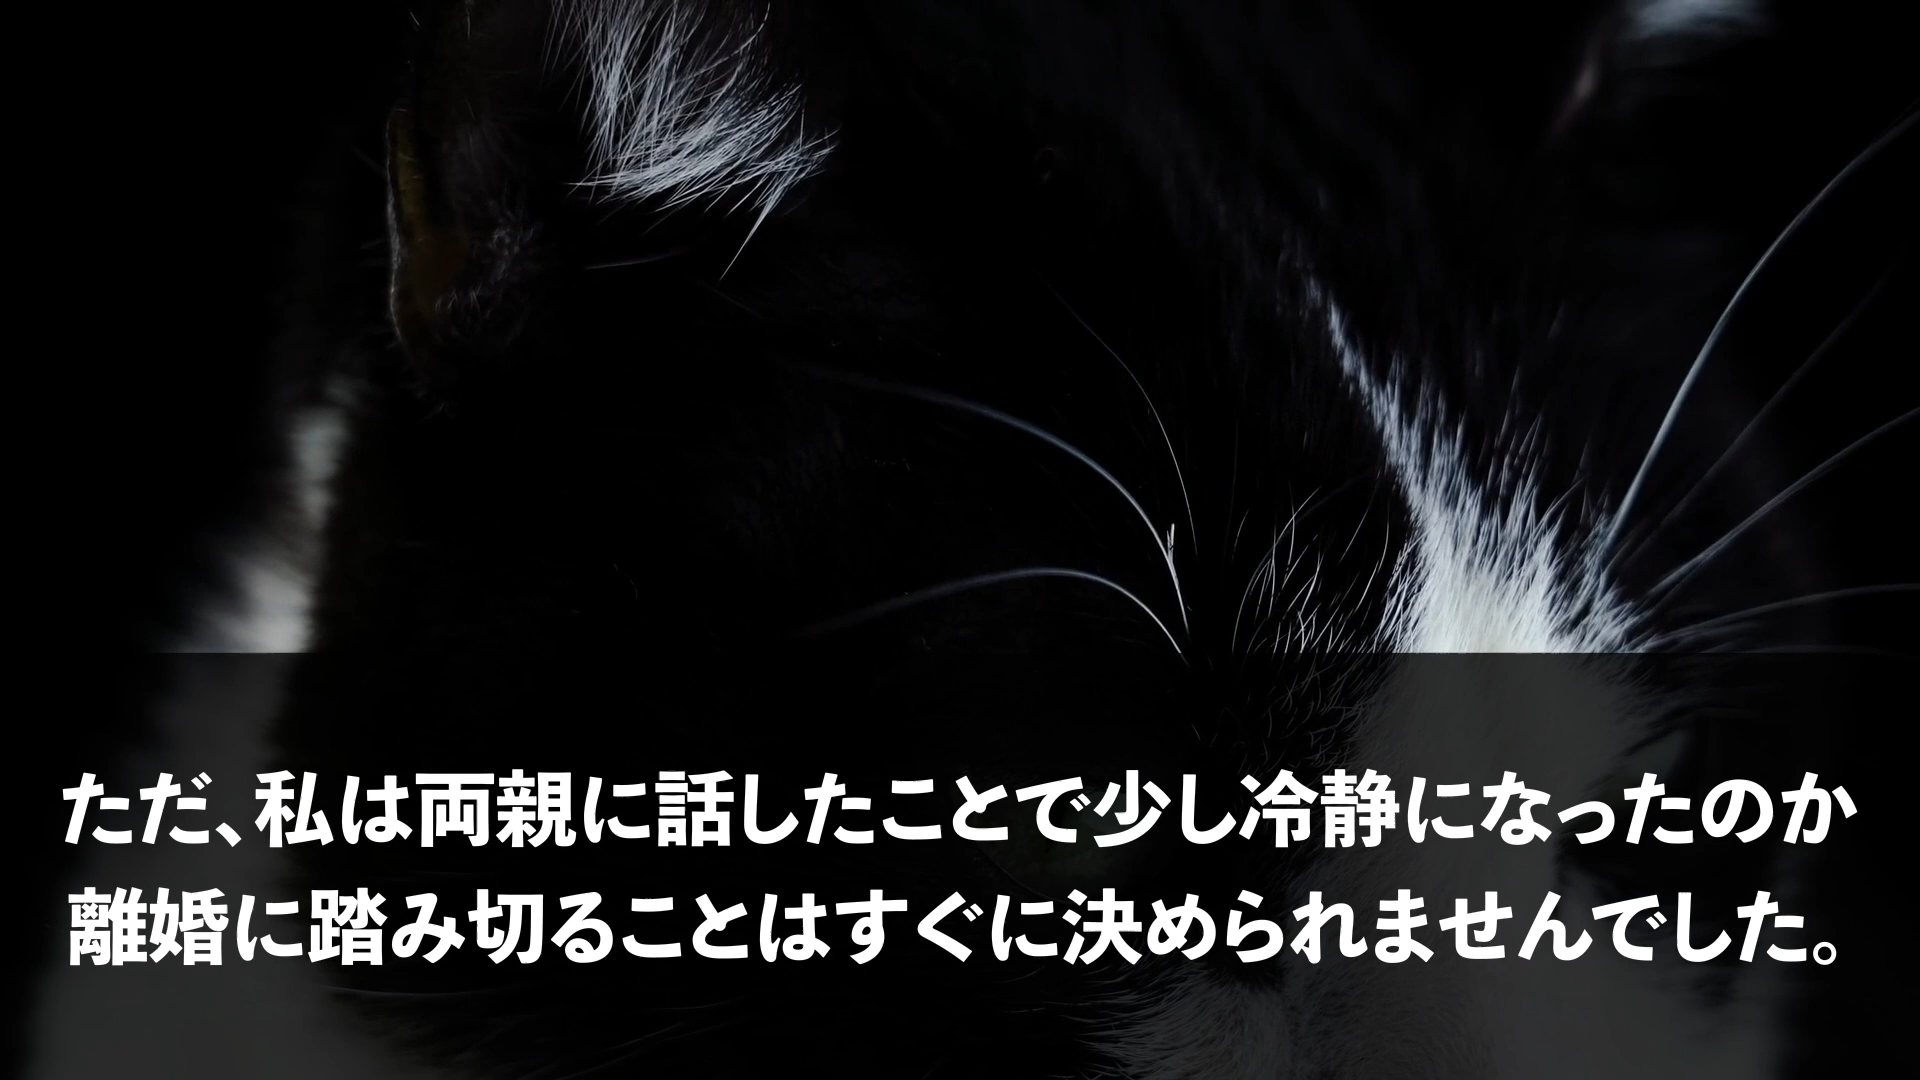 ただ、私は両親に話したことで少し冷静になったのか
離婚に踏み切ることはすぐに決められませんでした。